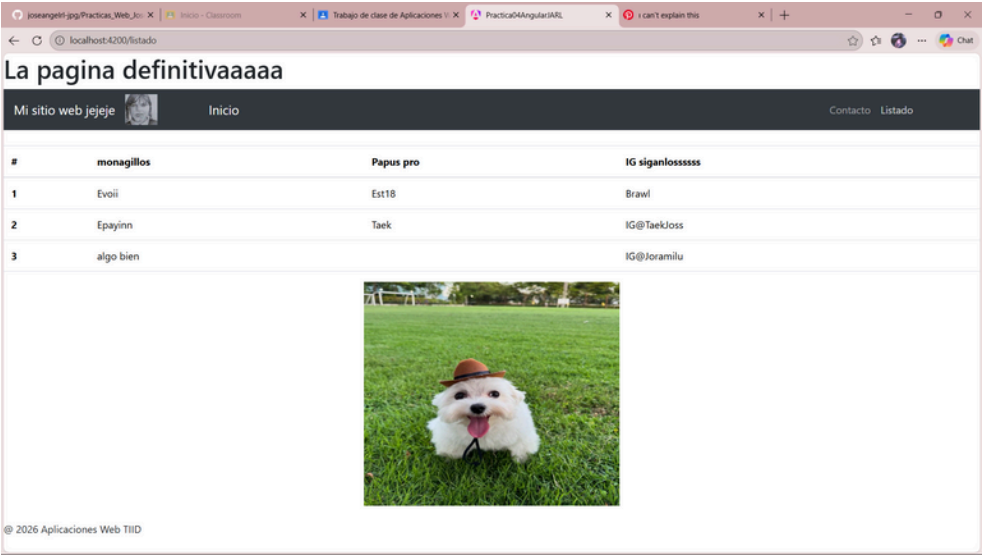 joseangelrl-jpg/Practicas_Web_Jos
Inicio - Classroom
Trabajo de clase de Aplicaciones W
Practica04AngularJARL
i can't explain this
localhost:4200/listado
Chat
La pagina definitivaaaaa
Mi sitio web jejeje Inicio Contacto Listado
# monagillos Papus pro IG siganlossssss
1 Evoii Est18 Brawl
2 Epayinn Taek IG@TaekJoss
3 algo bien IG@Joramilu
@ 2026 Aplicaciones Web TIID